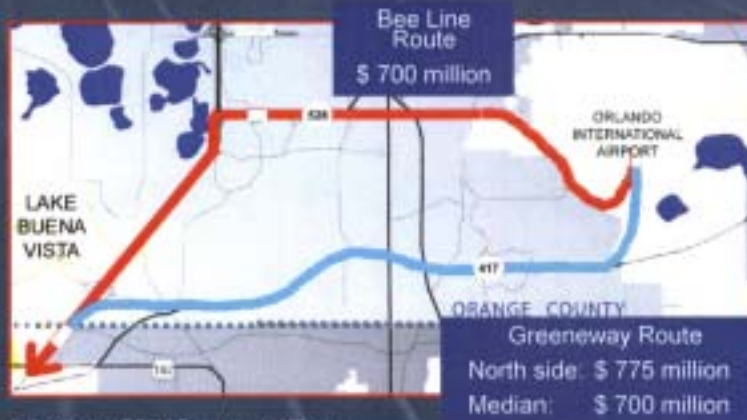 Bee Line
Route
$ 700 million
528
ORLANDO
INTERNATIONAL
AIRPORT
LAKE
BUENA
VISTA
417
ORANGE COUNTY
Greeneway Route
North side: $ 775 million
Median: $ 700 million